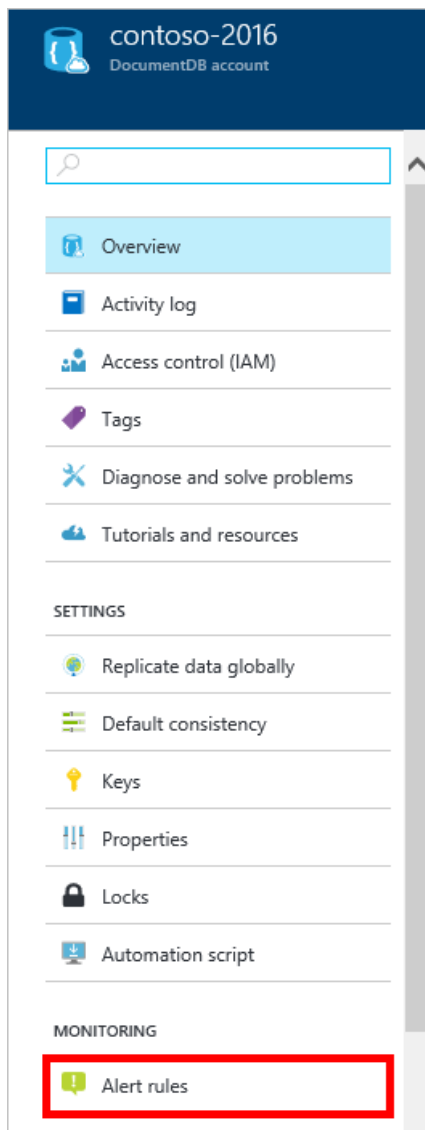 contoso-2016
DocumentDB account
Overview
Activity log
Access control (IAM)
Tags
Diagnose and solve problems
Tutorials and resources
SETTINGS
Replicate data globally
Default consistency
Keys
Properties
Locks
Automation script
MONITORING
Alert rules